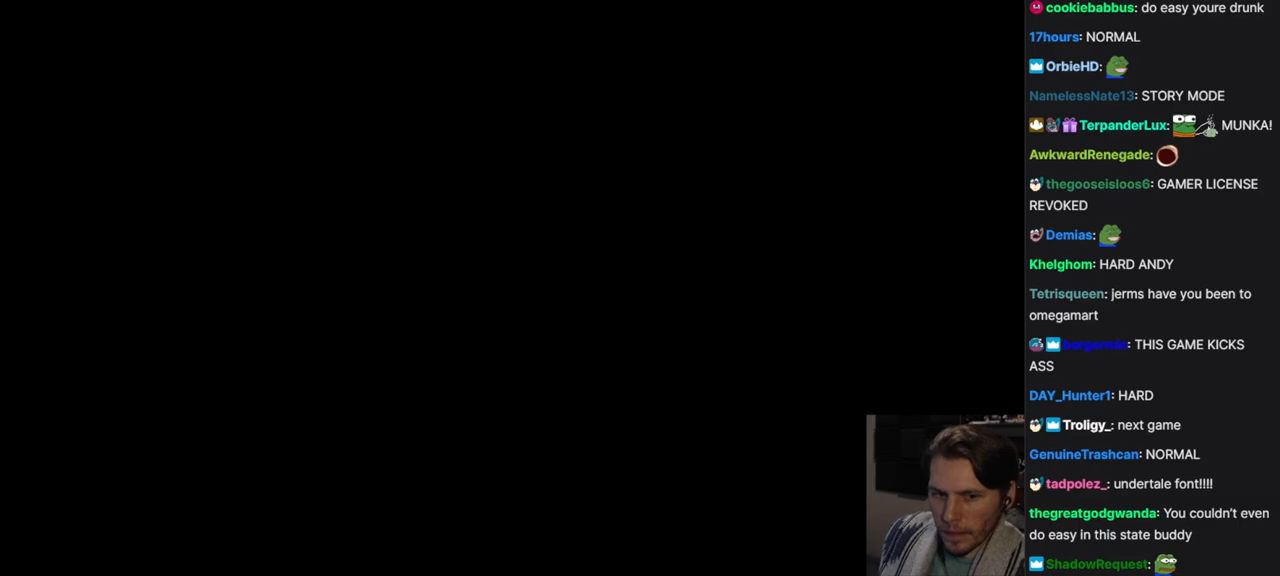 cookiebabbus: do easy youre drunk
17hours: NORMAL
OrbieHD:
NamelessNate13: STORY MODE
TerpanderLux: MUNKA!
AwkwardRenegade:
thegooseisloos6: GAMER LICENSE
REVOKED
Demias:
Khelghom: HARD ANDY
Tetrisqueen: jerms have you been to
omegamart
: THIS GAME KICKS
ASS
DAY_Hunter1: HARD
Troligy_: next game
GenuineTrashcan: NORMAL
tadpolez_: undertale font!!!!
thegreatgodgwanda: You couldn't even
do easy in this state buddy
ShadowRequest: